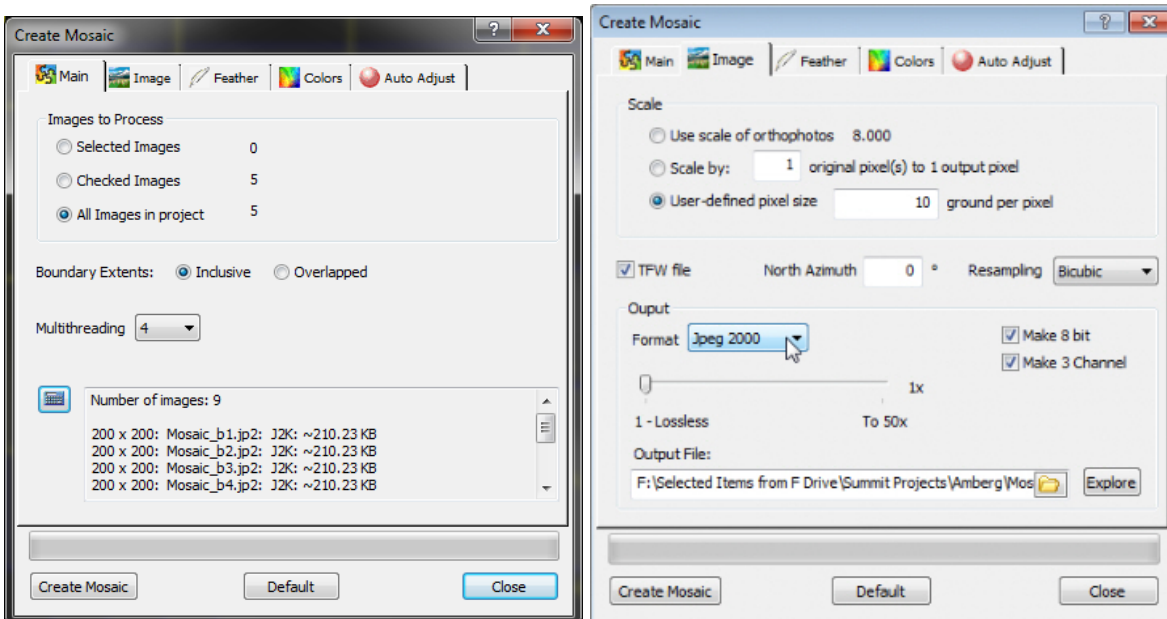 Create Mosaic
?
X
Main Image Feather Colors Auto Adjust
Images to Process
Selected Images 0
Checked Images 5
All Images in project 5
Boundary Extents: Inclusive Overlapped
Multithreading 4
Number of images: 9
200 x 200: Mosaic_b1.jp2: J2K: ~210.23 KB
200 x 200: Mosaic_b2.jp2: J2K: ~210.23 KB
200 x 200: Mosaic_b3.jp2: J2K: ~210.23 KB
200 x 200: Mosaic_b4.jp2: J2K: ~210.23 KB
Create Mosaic Default Close
Create Mosaic
?
X
Main Image Feather Colors Auto Adjust
Scale
Use scale of orthophotos 8.000
Scale by: 1 original pixel(s) to 1 output pixel
User-defined pixel size 10 ground per pixel
TFW file North Azimuth 0 ° Resampling Bicubic
Ouput
Format Jpeg 2000 Make 8 bit
Make 3 Channel
1x
1 - Lossless To 50x
Output File:
F:\Selected Items from F Drive\Summit Projects\Amberg\Mos Explore
Create Mosaic Default Close